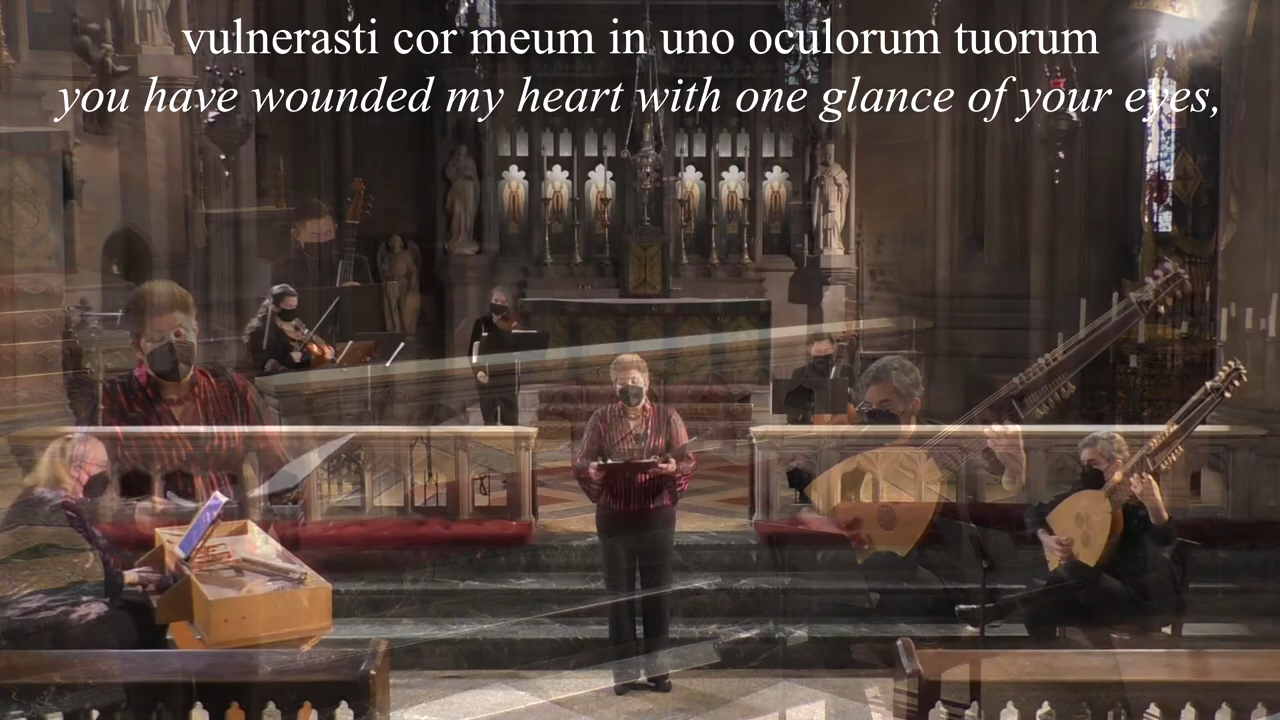 vulnerasti cor meum in uno oculorum tuorum
you have wounded my heart with one glance of your eyes,